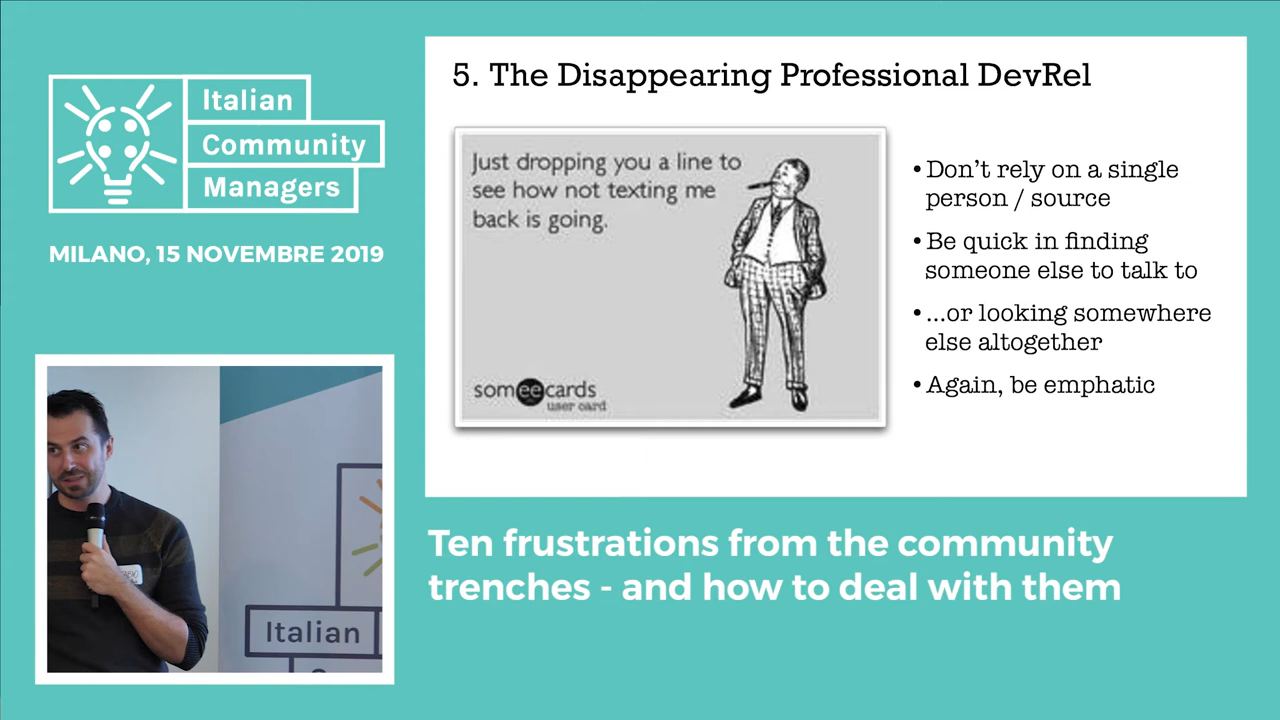 Italian
Community
Managers
MILANO, 15 NOVEMBRE 2019
5. The Disappearing Professional DevRel
Just dropping you a line to
see how not texting me
back is going.
someecards
user card
• Don’t rely on a single
person / source
• Be quick in finding
someone else to talk to
• ...or looking somewhere
else altogether
• Again, be emphatic
Italian
Ten frustrations from the community
trenches - and how to deal with them